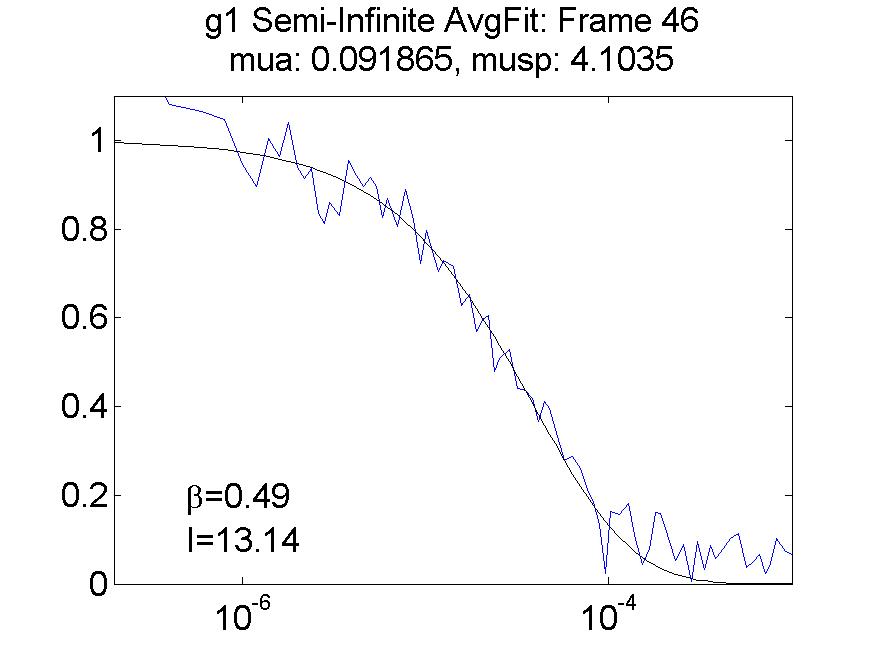 g1 Semi-Infinite AvgFit: Frame 46
mua: 0.091865, musp: 4.1035
1
0.8
0.6
0.4
0.2
0
β=0.49
I=13.14
10^-6
10^-4